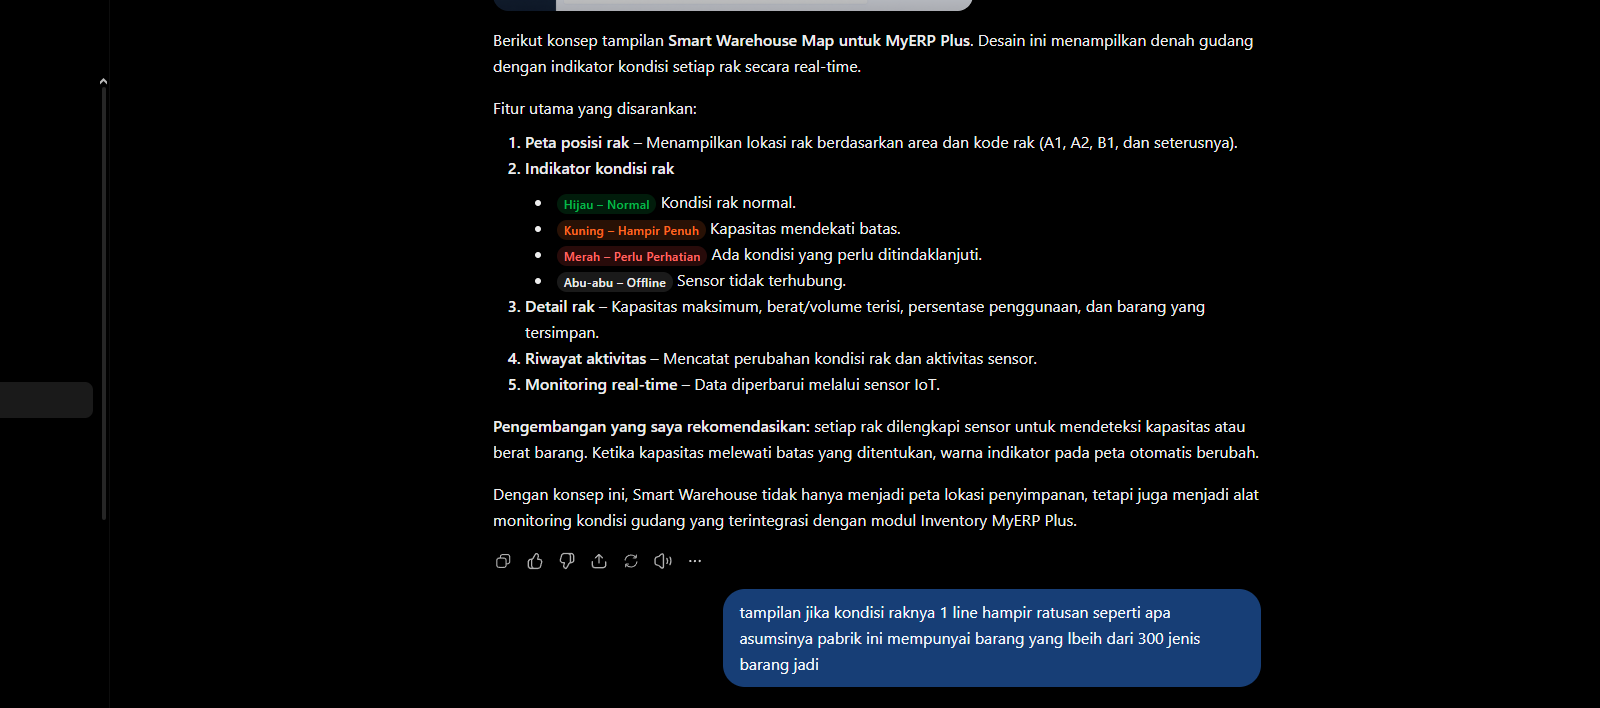 Berikut konsep tampilan Smart Warehouse Map untuk MyERP Plus. Desain ini menampilkan denah gudang
dengan indikator kondisi setiap rak secara real-time.
Fitur utama yang disarankan:
1. Peta posisi rak – Menampilkan lokasi rak berdasarkan area dan kode rak (A1, A2, B1, dan seterusnya).
2. Indikator kondisi rak
• Hijau – Normal Kondisi rak normal.
• Kuning – Hampir Penuh Kapasitas mendekati batas.
• Merah – Perlu Perhatian Ada kondisi yang perlu ditindaklanjuti.
• Abu-abu – Offline Sensor tidak terhubung.
3. Detail rak – Kapasitas maksimum, berat/volume terisi, persentase penggunaan, dan barang yang
tersimpan.
4. Riwayat aktivitas – Mencatat perubahan kondisi rak dan aktivitas sensor.
5. Monitoring real-time – Data diperbarui melalui sensor IoT.
Pengembangan yang saya rekomendasikan: setiap rak dilengkapi sensor untuk mendeteksi kapasitas atau
berat barang. Ketika kapasitas melewati batas yang ditentukan, warna indikator pada peta otomatis berubah.
Dengan konsep ini, Smart Warehouse tidak hanya menjadi peta lokasi penyimpanan, tetapi juga menjadi alat
monitoring kondisi gudang yang terintegrasi dengan modul Inventory MyERP Plus.
tampilan jika kondisi raknya 1 line hampir ratusan seperti apa
asumsinya pabrik ini mempunyai barang yang lbeih dari 300 jenis
barang jadi